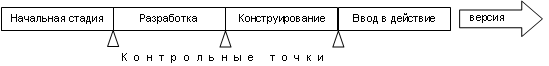 Начальная стадия Разработка Конструирование Ввод в действие версия
Контрольные точки